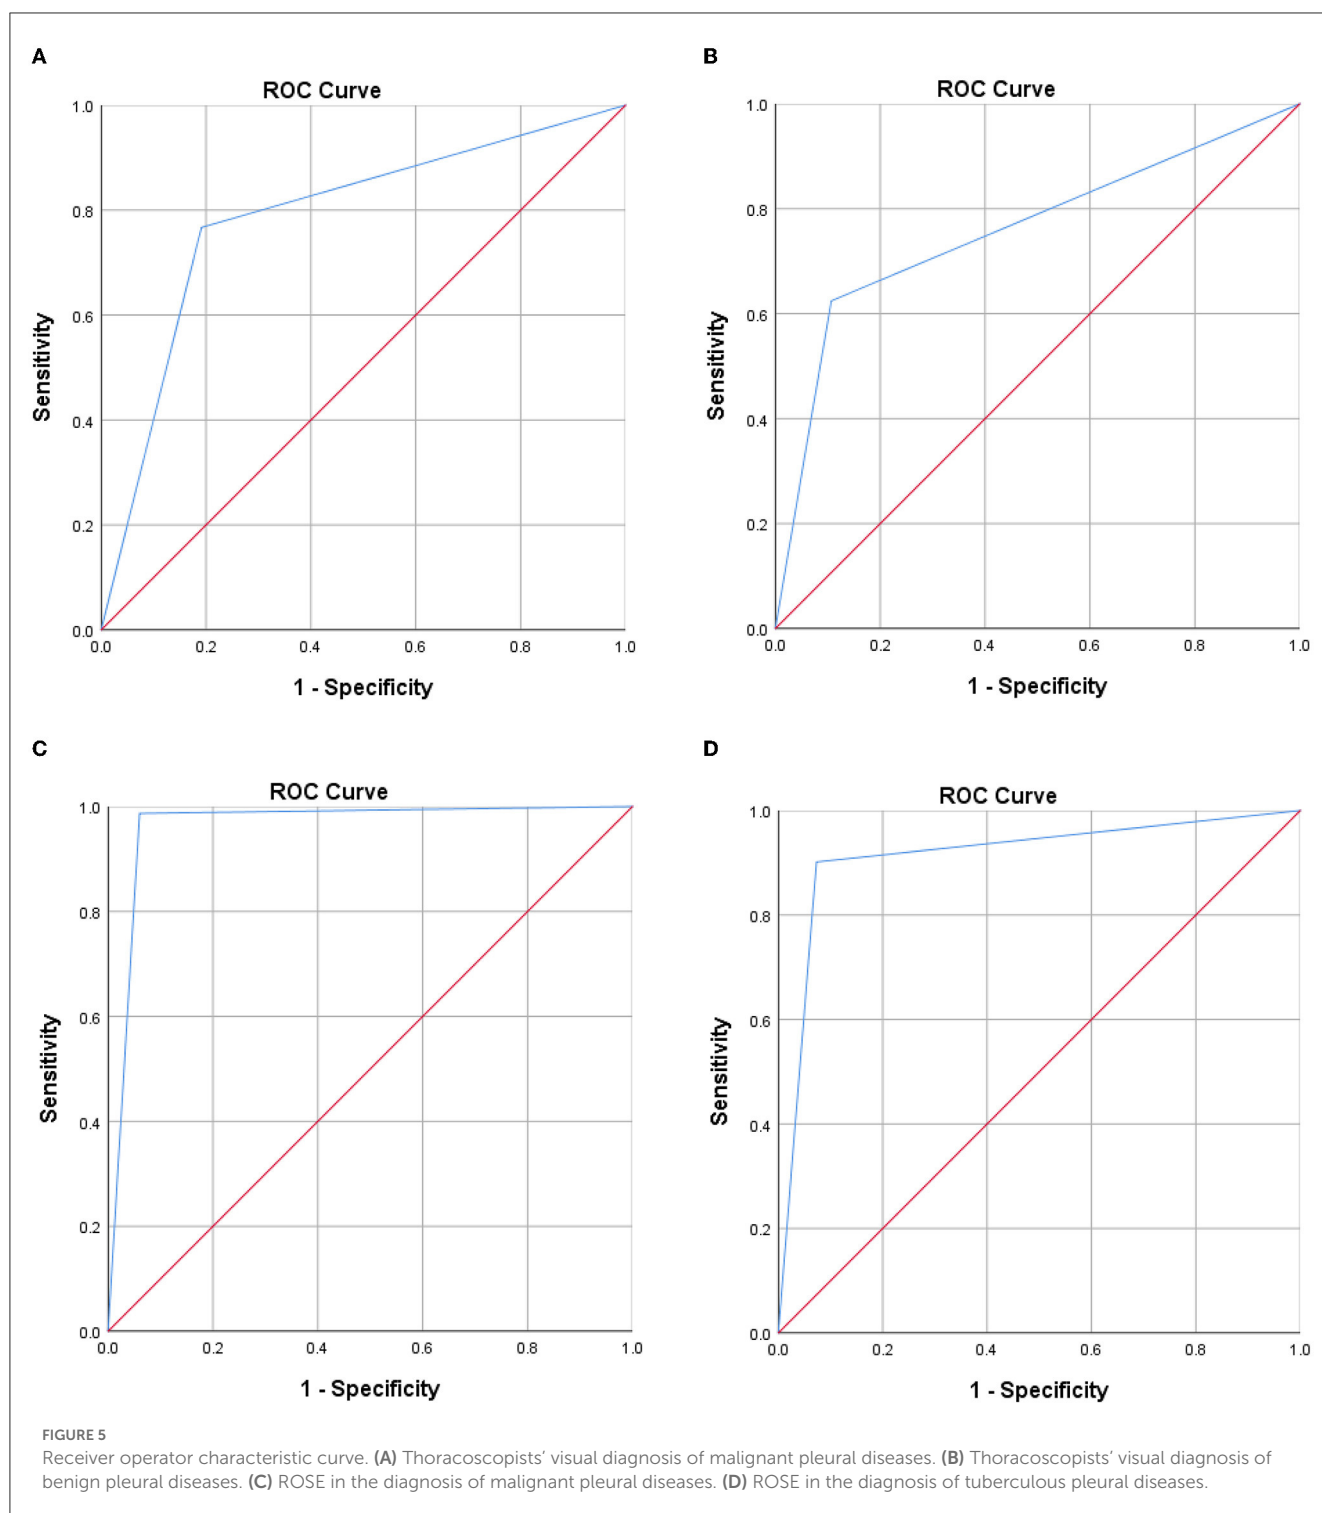 A
ROC Curve
1.0
0.8
0.6
0.4
0.2
0.0
Sensitivity
0.0 0.2 0.4 0.6 0.8 1.0
1 - Specificity
B
ROC Curve
1.0
0.8
0.6
0.4
0.2
0.0
Sensitivity
0.0 0.2 0.4 0.6 0.8 1.0
1 - Specificity
C
ROC Curve
1.0
0.8
0.6
0.4
0.2
0.0
Sensitivity
0.0 0.2 0.4 0.6 0.8 1.0
1 - Specificity
D
ROC Curve
1.0
0.8
0.6
0.4
0.2
0.0
Sensitivity
0.0 0.2 0.4 0.6 0.8 1.0
1 - Specificity
FIGURE 5
Receiver operator characteristic curve. (A) Thoracoscopists' visual diagnosis of malignant pleural diseases. (B) Thoracoscopists' visual diagnosis of
benign pleural diseases. (C) ROSE in the diagnosis of malignant pleural diseases. (D) ROSE in the diagnosis of tuberculous pleural diseases.